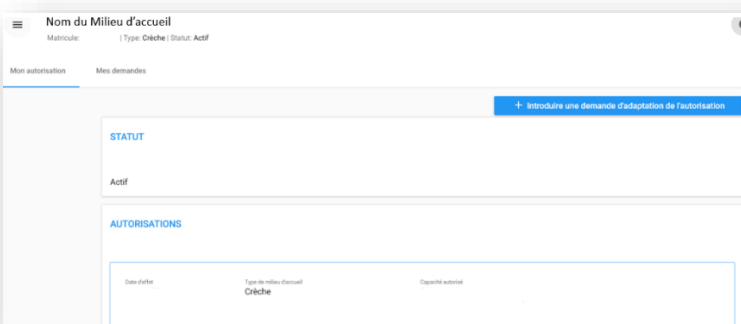 Nom du Milieu d'accueil
Matricule: | Type: Crèche | Statut: Actif
Mon autorisation Mes demandes
+ Introduire une demande d'adaptation de l'autorisation
STATUT
Actif
AUTORISATIONS
Date d'effet Type de milieu d'accueil Capacité autorisé
Crèche